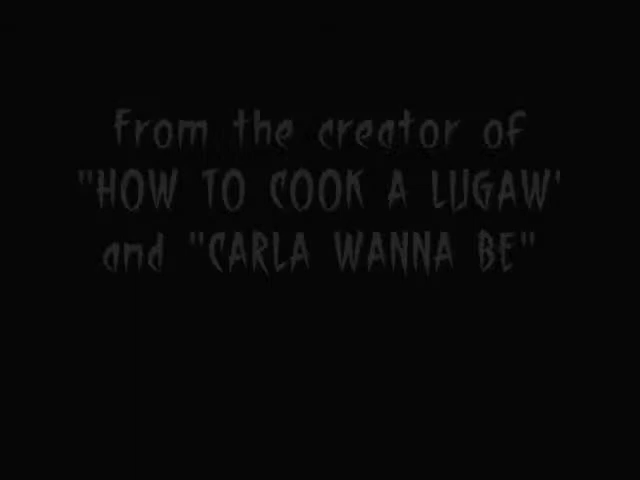 From the creator of
"HOW TO COOK A LUGAW"
and "CARLA WANNA BE"